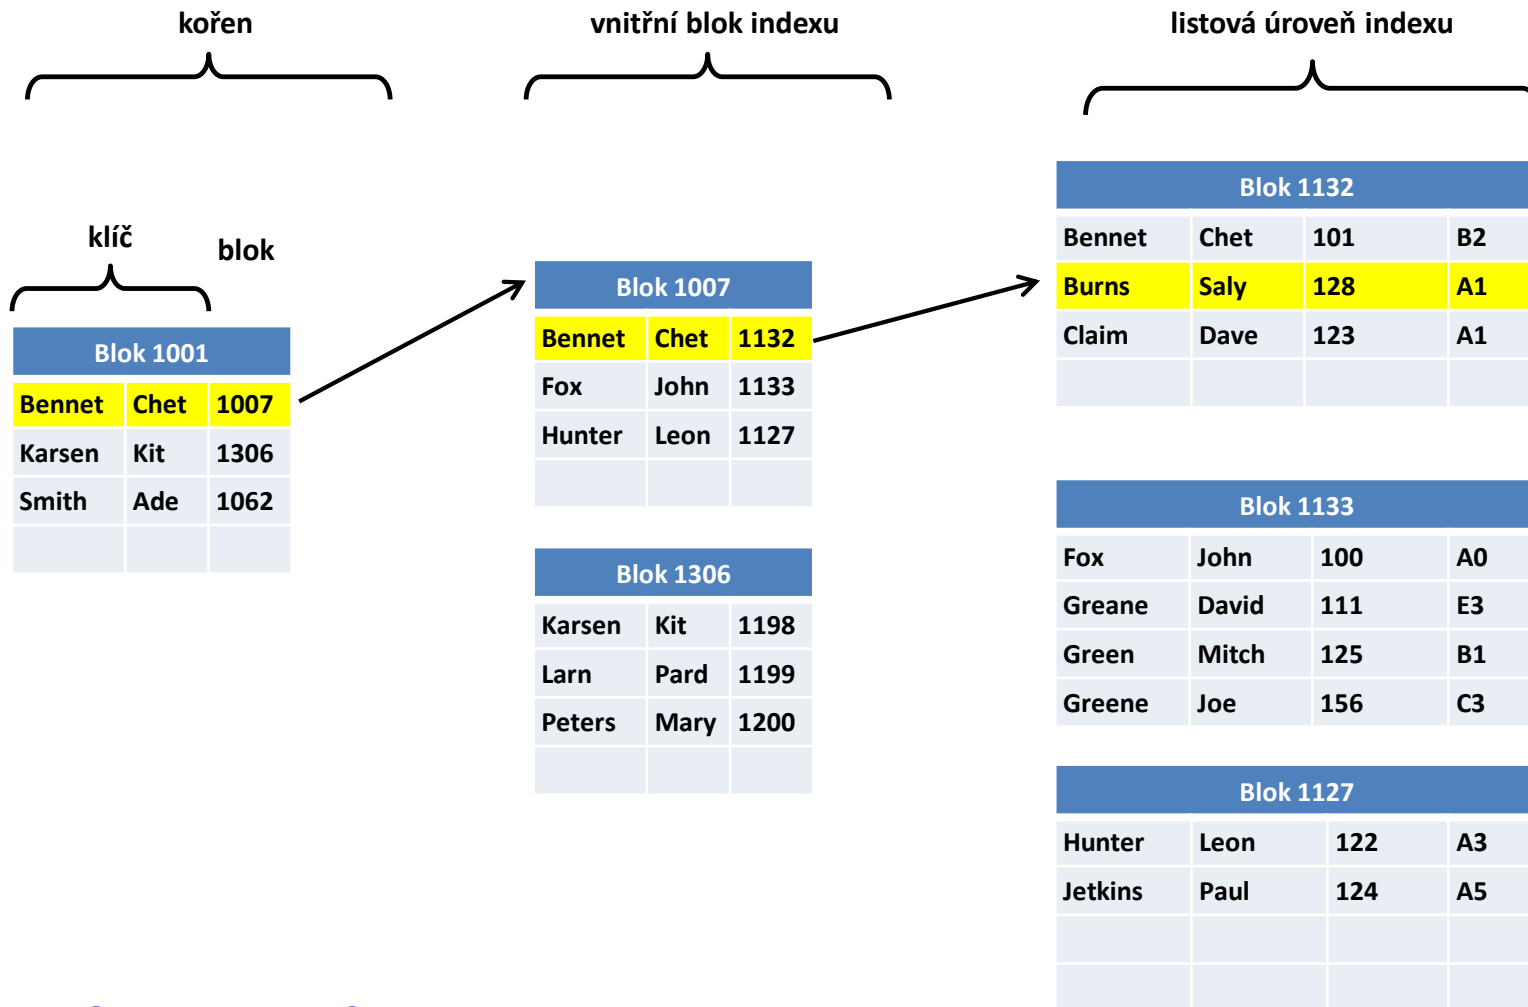 kořen
vnitřní blok indexu
listová úroveň indexu
klíč
blok
Blok 1001
Bennet Chet 1007
Karsen Kit 1306
Smith Ade 1062
Blok 1007
Bennet Chet 1132
Fox John 1133
Hunter Leon 1127
Blok 1306
Karsen Kit 1198
Larn Pard 1199
Peters Mary 1200
Blok 1132
Bennet Chet 101 B2
Burns Saly 128 A1
Claim Dave 123 A1
Blok 1133
Fox John 100 A0
Greane David 111 E3
Green Mitch 125 B1
Greene Joe 156 C3
Blok 1127
Hunter Leon 122 A3
Jetkins Paul 124 A5